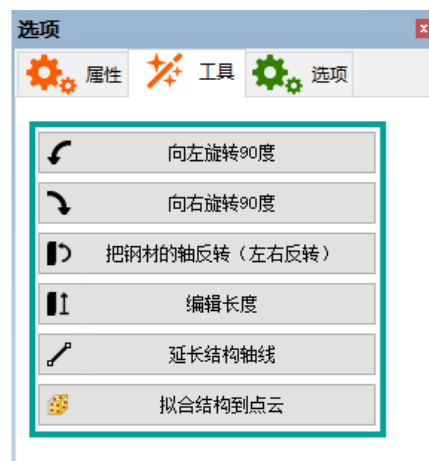 选项
属性 工具 选项
向左旋转90度
向右旋转90度
把钢材的轴反转（左右反转）
编辑长度
延长结构轴线
拟合结构到点云